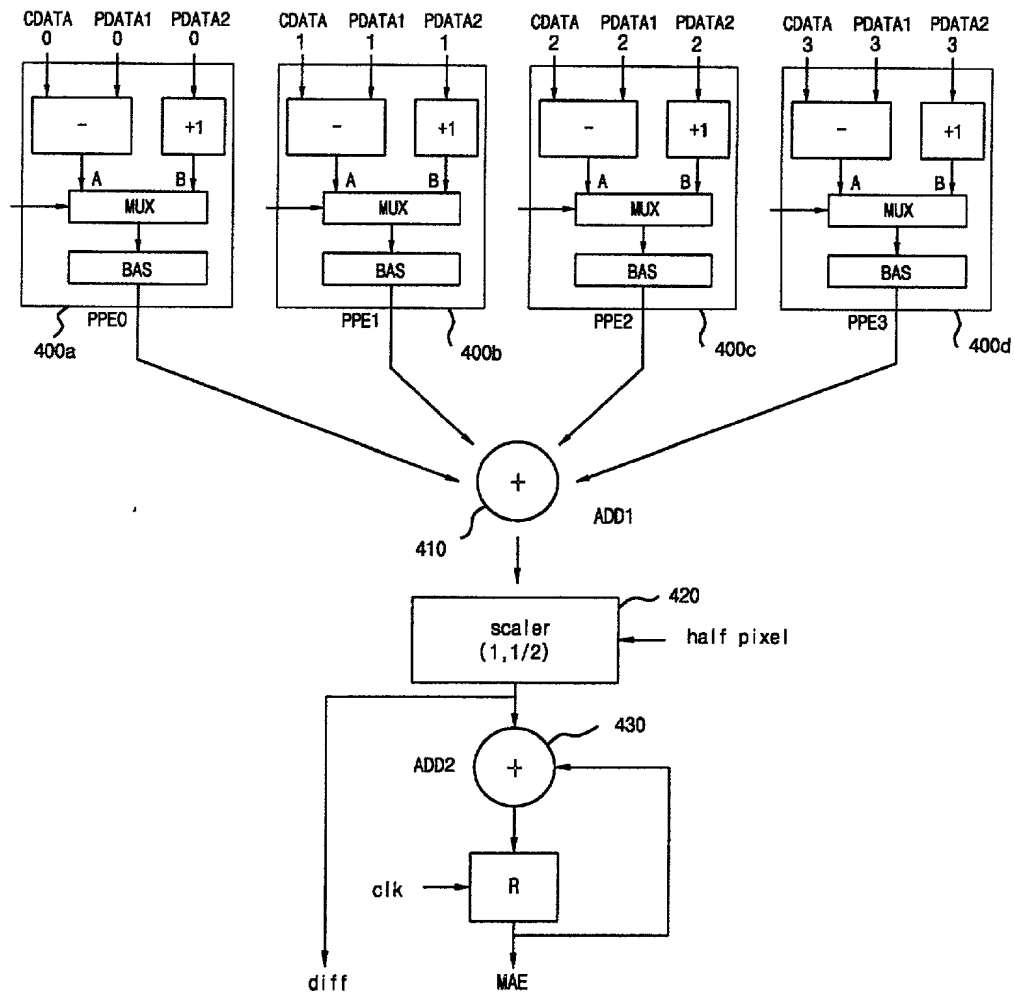 CDATA PDATA1 PDATA2 CDATA PDATA1 PDATA2 CDATA PDATA1 PDATA2 CDATA PDATA1 PDATA2
0 0 0 1 1 1 2 2 2 3 3 3
- +1 - +1 - +1 - +1
A B A B A B A B
MUX MUX MUX MUX
BAS BAS BAS BAS
PPE0 PPE1 PPE2 PPE3
400a 400b 400c 400d
+
ADD1
410
420
scaler
(1,1/2)
half pixel
430
ADD2
+
clk
R
diff
MAE